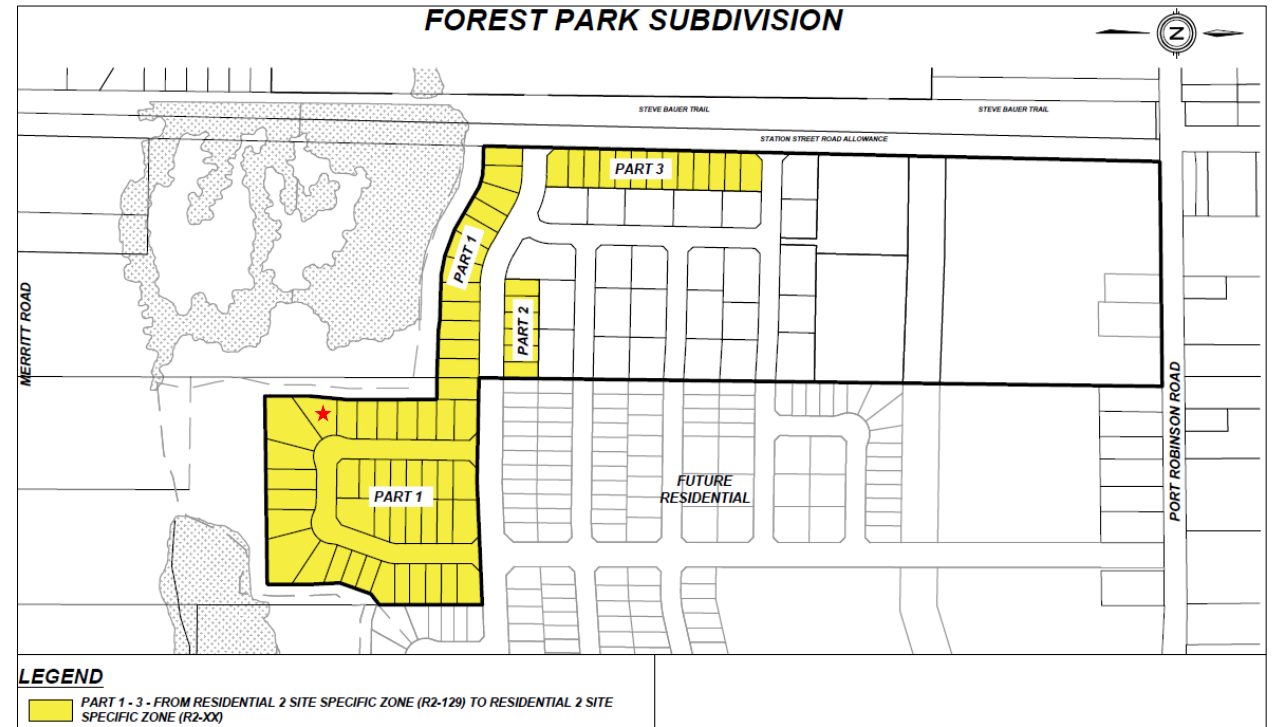 FOREST PARK SUBDIVISION
N
STEVE BAUER TRAIL
STEVE BAUER TRAIL
STATION STREET ROAD ALLOWANCE
PART 3
PART 1
PART 2
MERRITT ROAD
PORT ROBINSON ROAD
PART 1
FUTURE
RESIDENTIAL
LEGEND
PART 1 - 3 - FROM RESIDENTIAL 2 SITE SPECIFIC ZONE (R2-129) TO RESIDENTIAL 2 SITE
SPECIFIC ZONE (R2-XX)